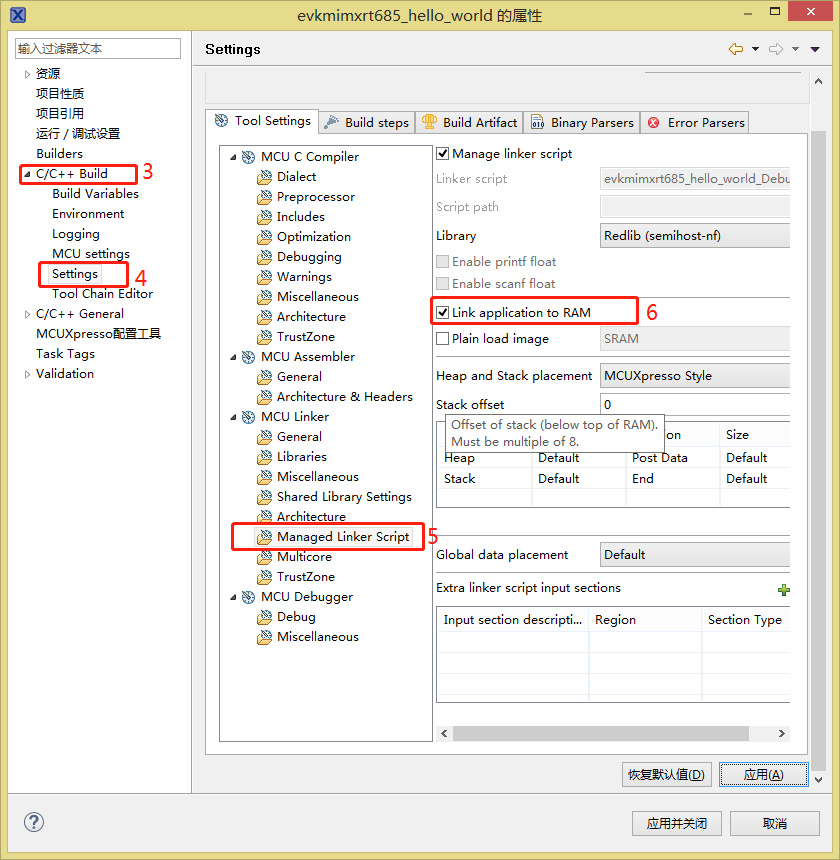 evkmimxrt685_hello_world 的属性
输入过滤器文本
资源
项目性质
项目引用
运行 / 调试设置
Builders
C/C++ Build
3
Build Variables
Environment
Logging
MCU settings
Settings
4
Tool Chain Editor
C/C++ General
MCUXpresso配置工具
Task Tags
Validation
Settings
Tool Settings
Build steps
Build Artifact
Binary Parsers
Error Parsers
MCU C Compiler
Dialect
Preprocessor
Includes
Optimization
Debugging
Warnings
Miscellaneous
Architecture
TrustZone
MCU Assembler
General
Architecture & Headers
MCU Linker
General
Libraries
Miscellaneous
Shared Library Settings
Architecture
Managed Linker Script
5
Multicore
TrustZone
MCU Debugger
Debug
Miscellaneous
Manage linker script
Linker script evkmimxrt685_hello_world_Debu
Script path
Library Redlib (semihost-nf)
Enable printf float
Enable scanf float
Link application to RAM
6
Plain load image SRAM
Heap and Stack placement MCUXpresso Style
Stack offset 0
Offset of stack (below top of RAM).
Must be multiple of 8.
on Size
Heap Default Post Data Default
Stack Default End Default
Global data placement Default
Extra linker script input sections
Input section descripti... Region Section Type
恢复默认值(D) 应用(A)
应用并关闭 取消